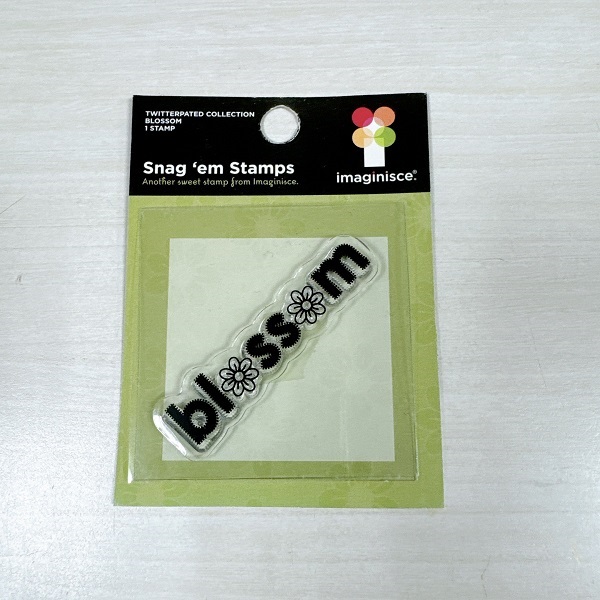 TWITTERPATED COLLECTION
BLOSSOM
1 STAMP
Snag ‘em Stamps
Another sweet stamp from Imaginisce.
imaginisce®
blossom